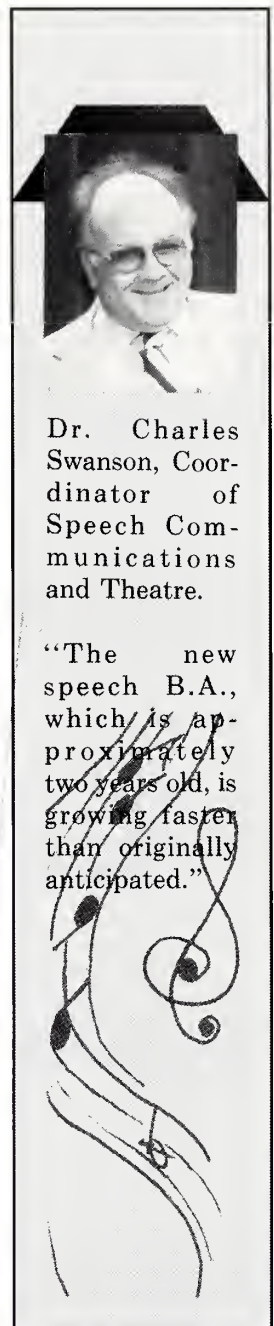 Dr. Charles
Swanson, Coor-
dinator of
Speech Com-
munications
and Theatre.
“The new
speech B.A.,
which is ap-
proximately
two years old, is
growing faster
than originally
anticipated.”